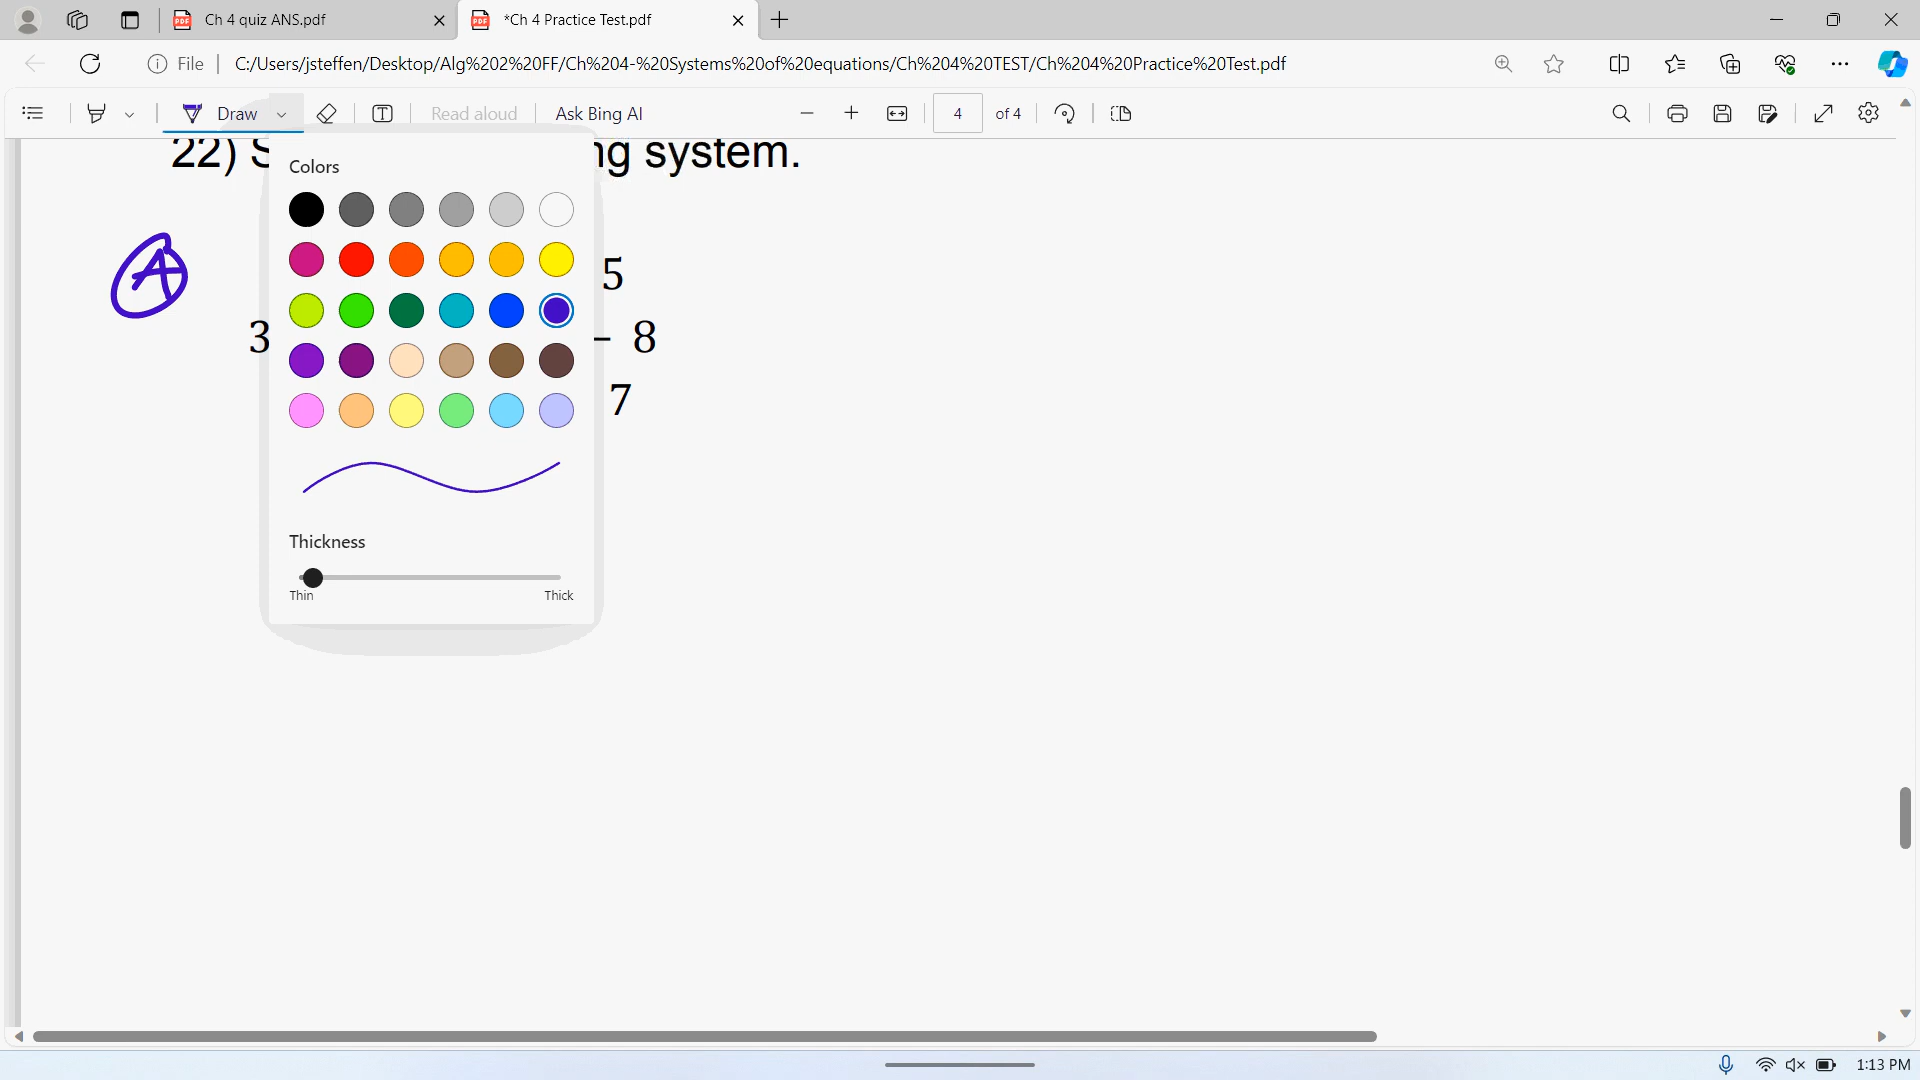 Ch 4 quiz ANS.pdf
*Ch 4 Practice Test.pdf
File
C:/Users/jsteffen/Desktop/Alg%202%20FF/Ch%204-%20Systems%20of%20equations/Ch%204%20TEST/Ch%204%20Practice%20Test.pdf
Draw
Read aloud
Ask Bing AI
4
of 4
22) S
ng system.
Colors
A
5
3
– 8
7
Thickness
Thin
Thick
1:13 PM